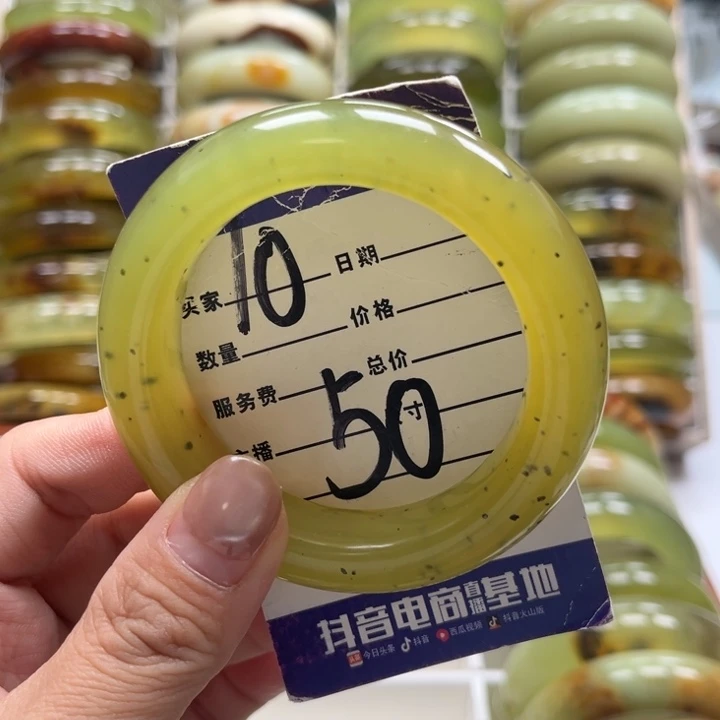 10
买家
日期
数量
价格
服务费
总价
50
播
寸
抖音电商直播基地
今日头条 抖音 西瓜视频 抖音火山版